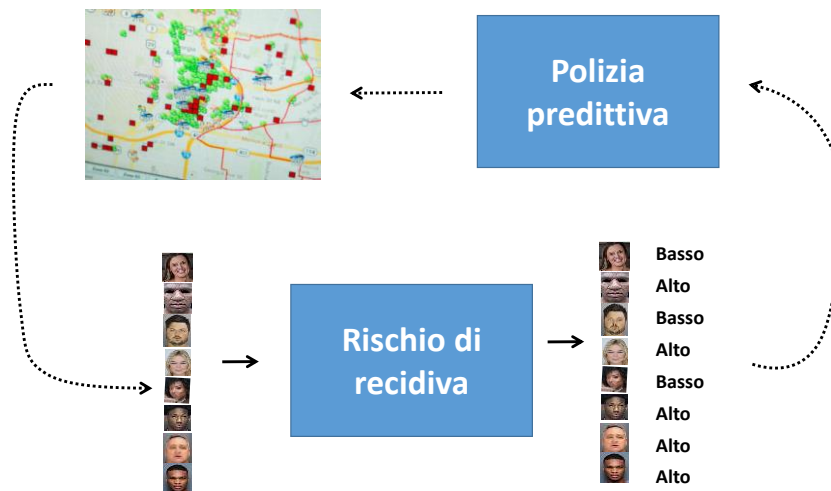 Polizia
predittiva
Rischio di
recidiva
Basso
Alto
Basso
Alto
Basso
Alto
Alto
Alto